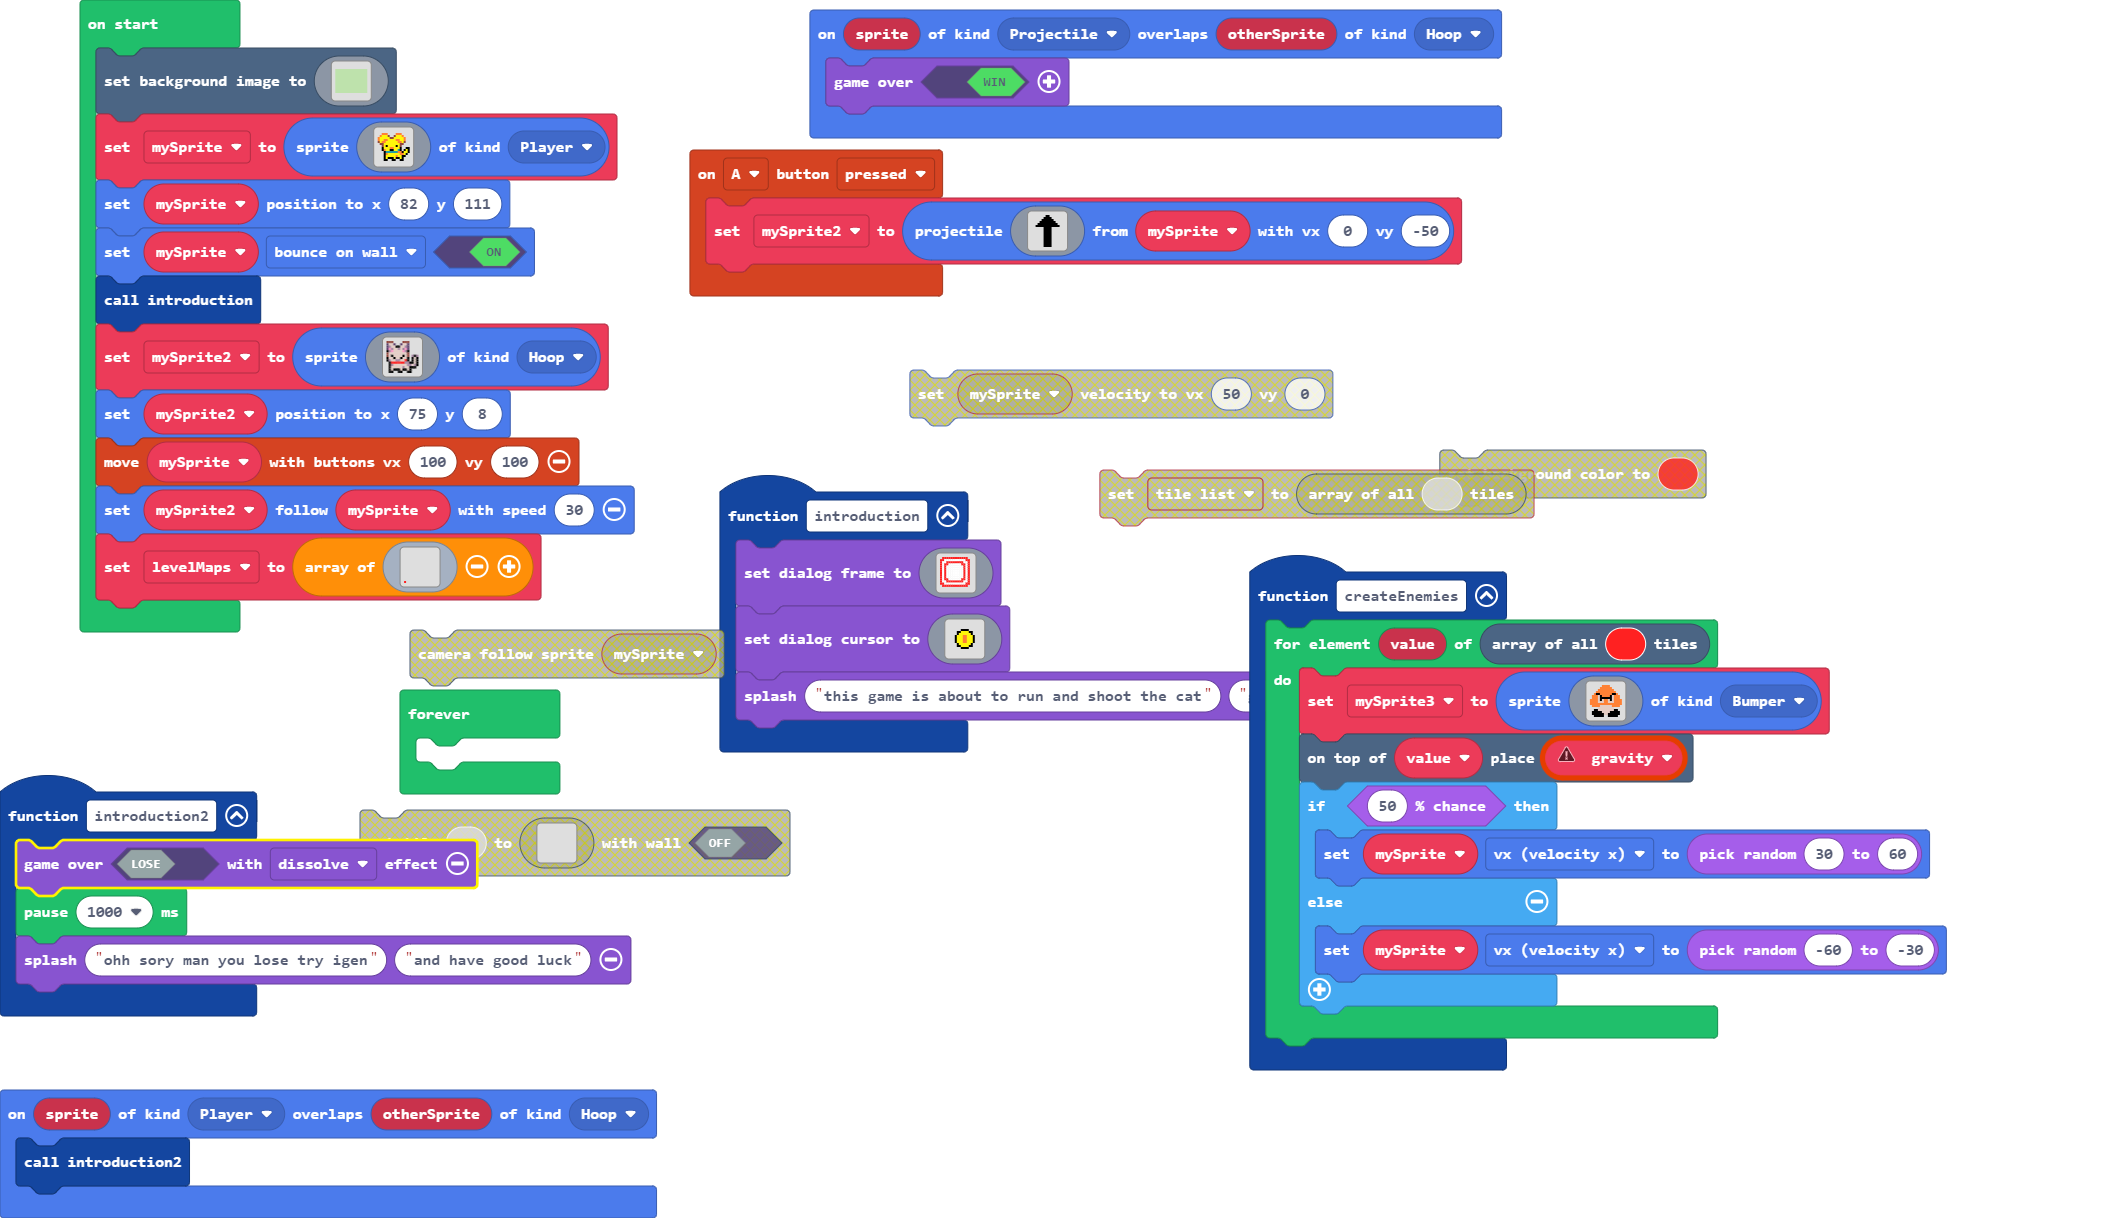 on start
set background image to
set mySprite to sprite of kind Player
set mySprite position to x 82 y 111
set mySprite bounce on wall ON
call introduction
set mySprite2 to sprite of kind Hoop
set mySprite2 position to x 75 y 8
move mySprite with buttons vx 100 vy 100
set mySprite2 follow mySprite with speed 30
set levelMaps to array of
on sprite of kind Projectile overlaps otherSprite of kind Hoop
game over WIN
on A button pressed
set mySprite2 to projectile from mySprite with vx 0 vy -50
set mySprite velocity to vx 50 vy 0
ound color to
set tile list to array of all tiles
function introduction
set dialog frame to
set dialog cursor to
splash "this game is about to run and shoot the cat" "
camera follow sprite mySprite
forever
function createEnemies
for element value of array of all tiles
do
set mySprite3 to sprite of kind Bumper
on top of value place gravity
if 50 % chance then
set mySprite vx (velocity x) to pick random 30 to 60
else
set mySprite vx (velocity x) to pick random -60 to -30
function introduction2
to with wall OFF
game over LOSE with dissolve effect
pause 1000 ms
splash "ohh sory man you lose try igen" "and have good luck"
on sprite of kind Player overlaps otherSprite of kind Hoop
call introduction2